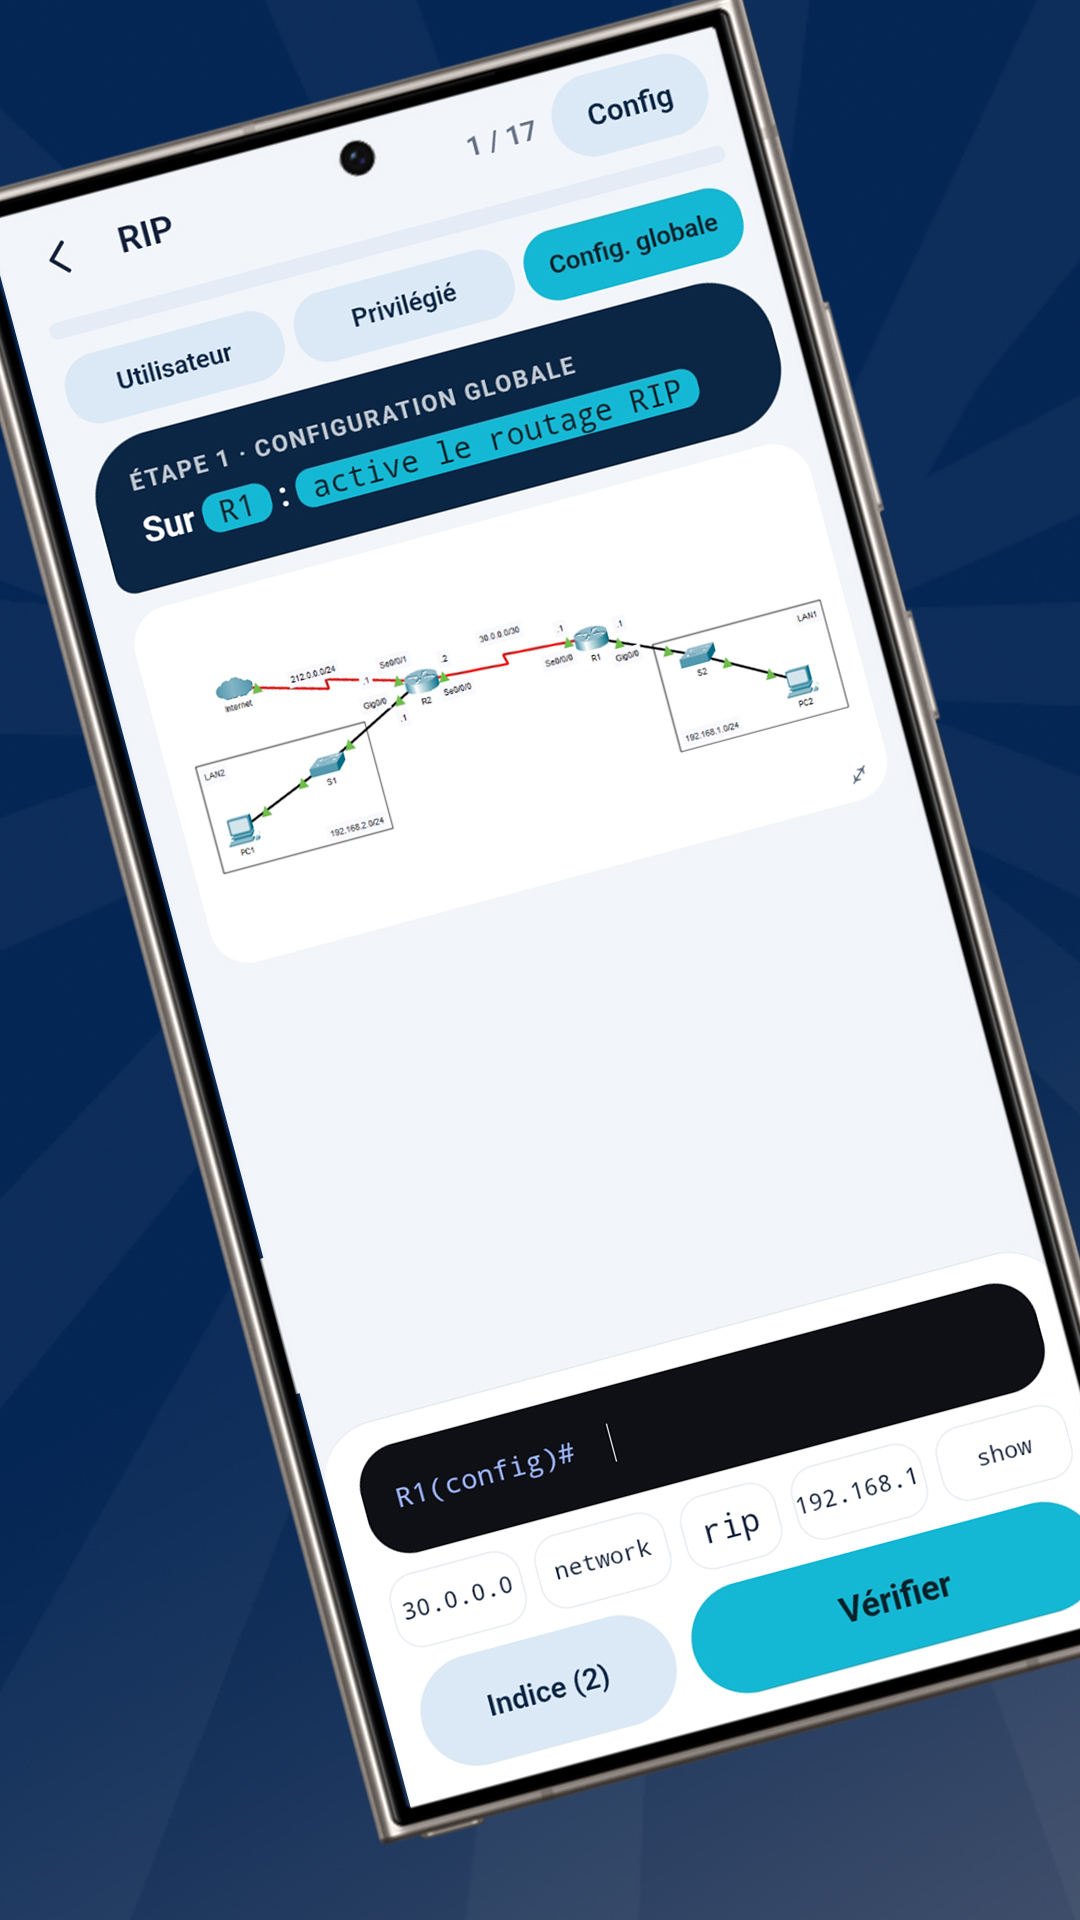 RIP
1 / 17
Config
Utilisateur
Privilégié
Config. globale
ÉTAPE 1 · CONFIGURATION GLOBALE
Sur R1 : active le routage RIP
Internet
212.0.0.0/24
.1
Se0/0/1
R2
.2
Se0/0/0
Gig0/0
.1
30.0.0.0/30
.1
Se0/0/0
R1
.1
Gig0/0
LAN1
S2
PC2
192.168.1.0/24
LAN2
S1
PC1
192.168.2.0/24
R1(config)#
30.0.0.0
network
rip
192.168.1
show
Indice (2)
Vérifier